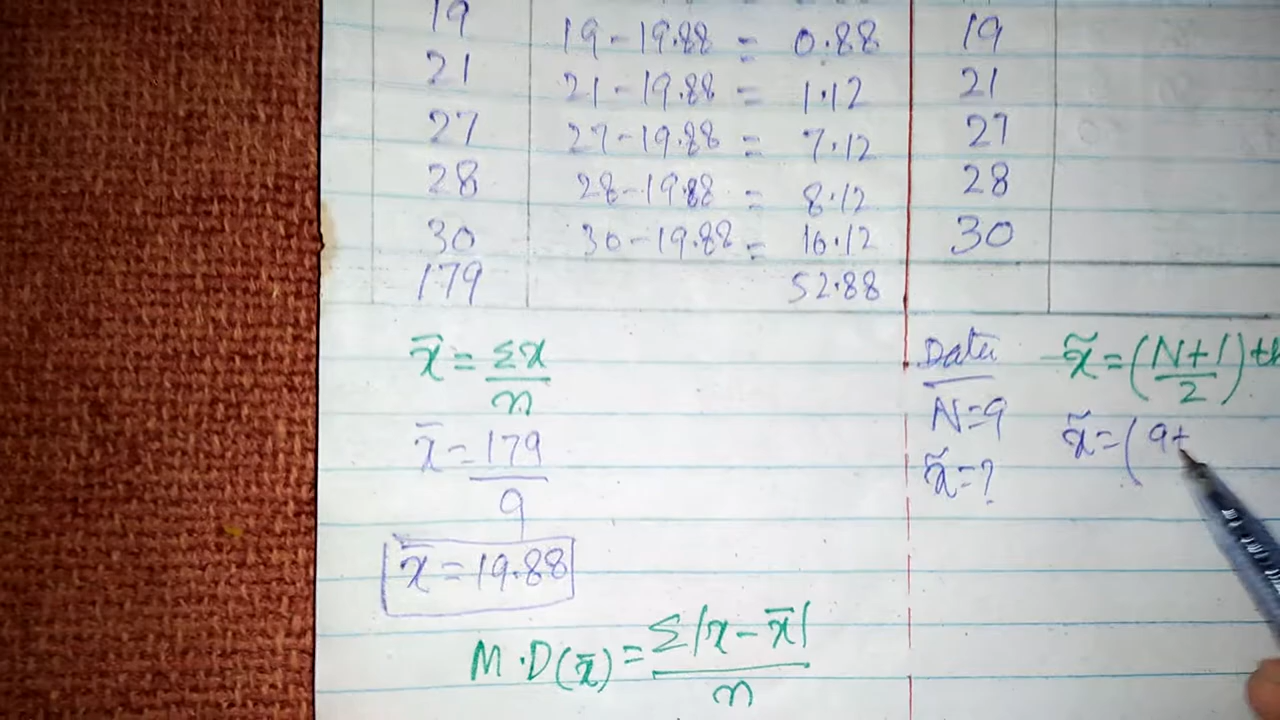 19 19-19.88 = 0.88 19
21 21-19.88 = 1.12 21
27 27-19.88 = 7.12 27
28 28-19.88 = 8.12 28
30 30-19.88 = 10.12 30
179 52.88
x̄ = Σx/n
x̄ = 179/9
x̄ = 19.88
M.D(x̄) = Σ|x-x̄|/n
Data x̃ = (N+1/2)th
N=9 x̃ = (9+
x̃ = ?